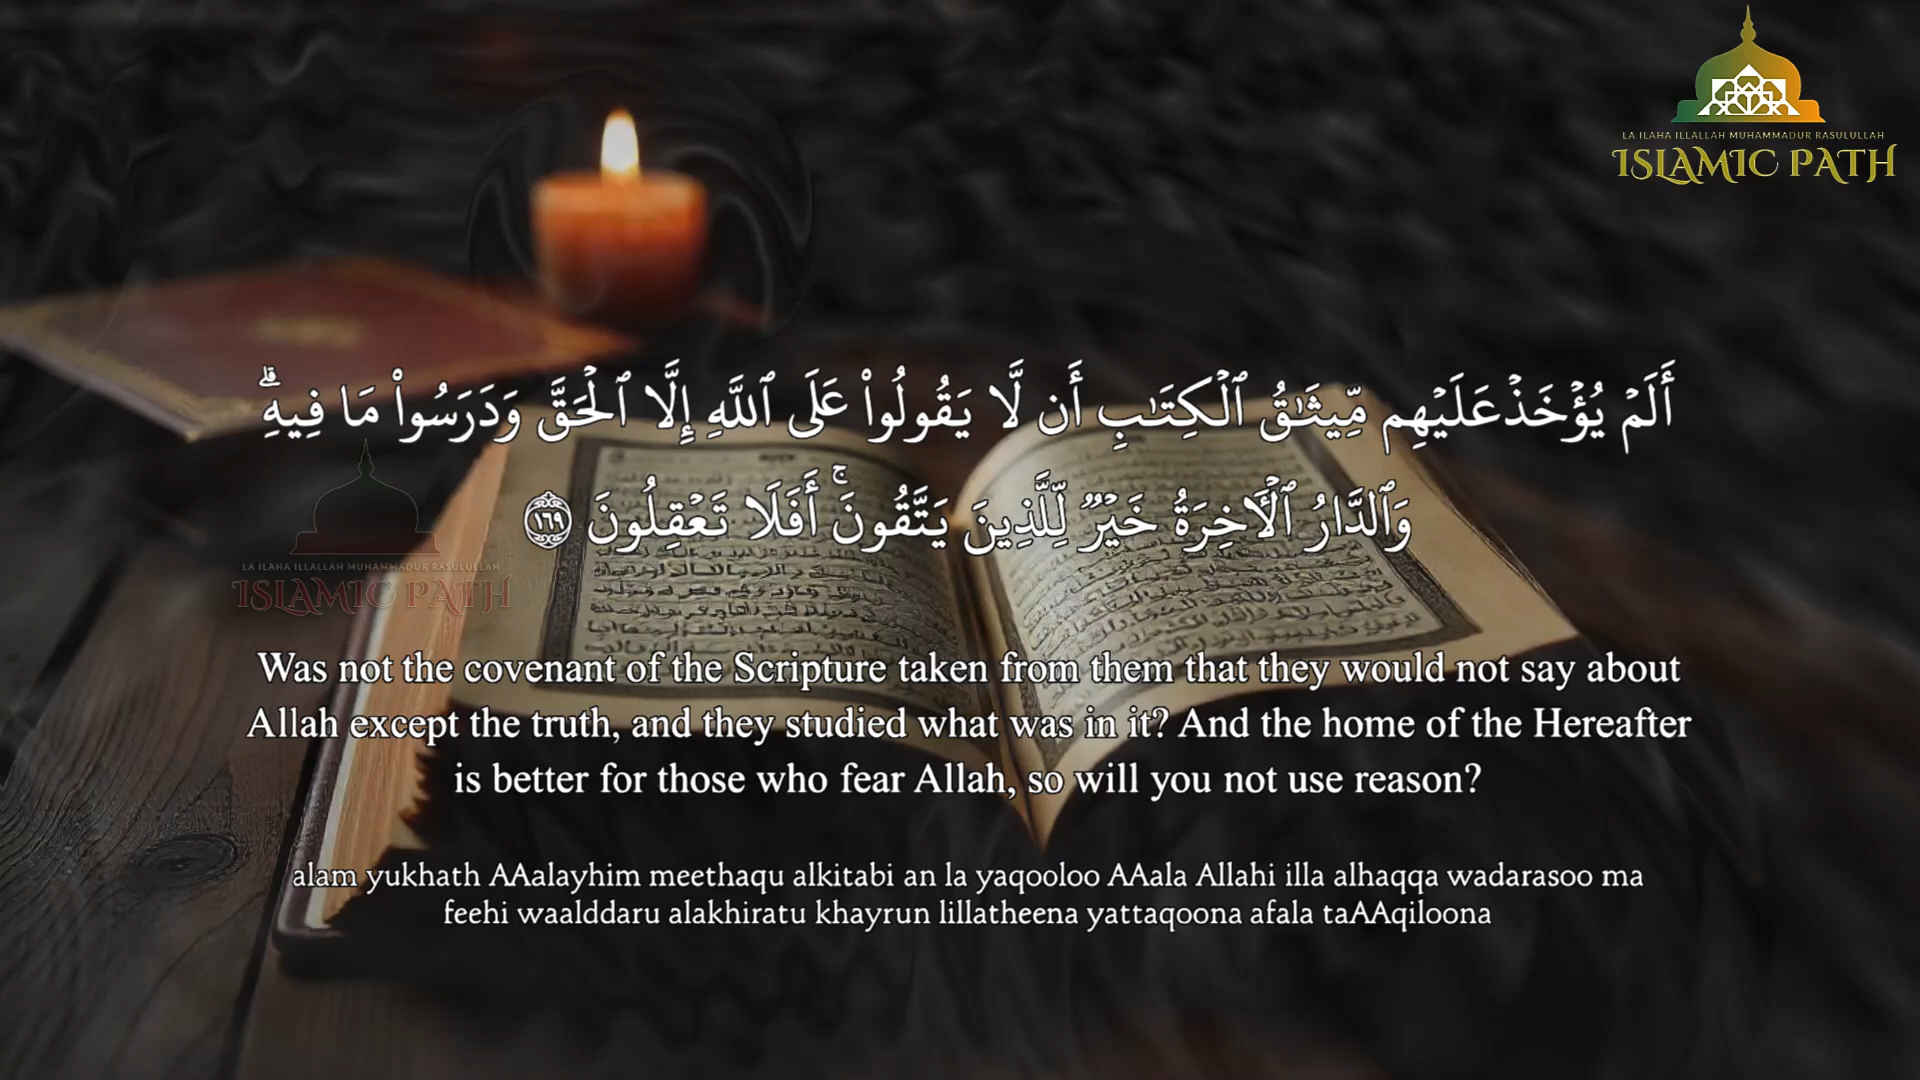 LA ILAHA ILLALLAH MUHAMMADUR RASULULLAH
ISLAMIC PATH
أَلَمْ يُؤْخَذْ عَلَيْهِم مِّيثَٰقُ ٱلْكِتَٰبِ أَن لَّا يَقُولُوا۟ عَلَى ٱللَّهِ إِلَّا ٱلْحَقَّ وَدَرَسُوا۟ مَا فِيهِ ۗ
وَٱلدَّارُ ٱلْـَٔاخِرَةُ خَيْرٌ لِّلَّذِينَ يَتَّقُونَ ۚ أَفَلَا تَعْقِلُونَ ١٦٩
LA ILAHA ILLALLAH MUHAMMADUR RASULULLAH
ISLAMIC PATH
Was not the covenant of the Scripture taken from them that they would not say about
Allah except the truth, and they studied what was in it? And the home of the Hereafter
is better for those who fear Allah, so will you not use reason?
alam yukhath AAalayhim meethaqu alkitabi an la yaqooloo AAala Allahi illa alhaqqa wadarasoo ma
feehi waalddaru alakhiratu khayrun lillatheena yattaqoona afala taAAqiloona